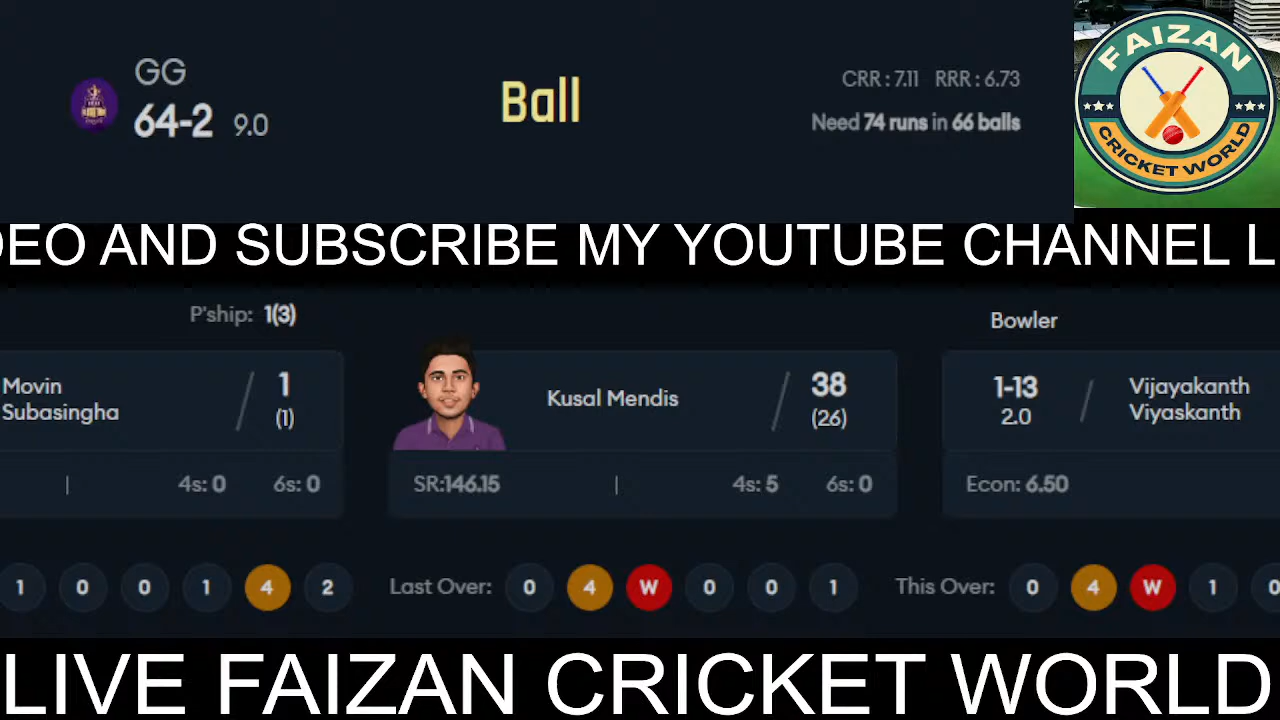 GG
64-2 9.0
Ball
CRR : 7.11 RRR : 6.73
Need 74 runs in 66 balls
FAIZAN
CRICKET WORLD
DEO AND SUBSCRIBE MY YOUTUBE CHANNEL L
P'ship: 1(3)
Movin
Subasingha
/
1
(1)
| 4s: 0 6s: 0
Kusal Mendis
/
38
(26)
SR:146.15 | 4s: 5 6s: 0
Bowler
1-13
2.0
/
Vijayakanth
Viyaskanth
Econ: 6.50
1 0 0 1 4 2 Last Over: 0 4 W 0 0 1 This Over: 0 4 W 1 0
LIVE FAIZAN CRICKET WORLD